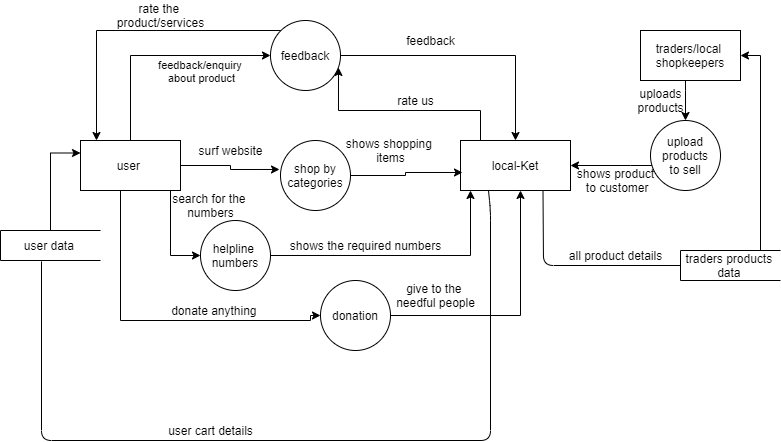 rate the
product/services
feedback
feedback
feedback/enquiry
about product
rate us
traders/local
shopkeepers
uploads
products
upload
products
to sell
user
surf website
shop by
categories
shows shopping
items
local-Ket
shows product
to customer
search for the
numbers
user data
helpline
numbers
shows the required numbers
all product details
traders products
data
donate anything
donation
give to the
needful people
user cart details